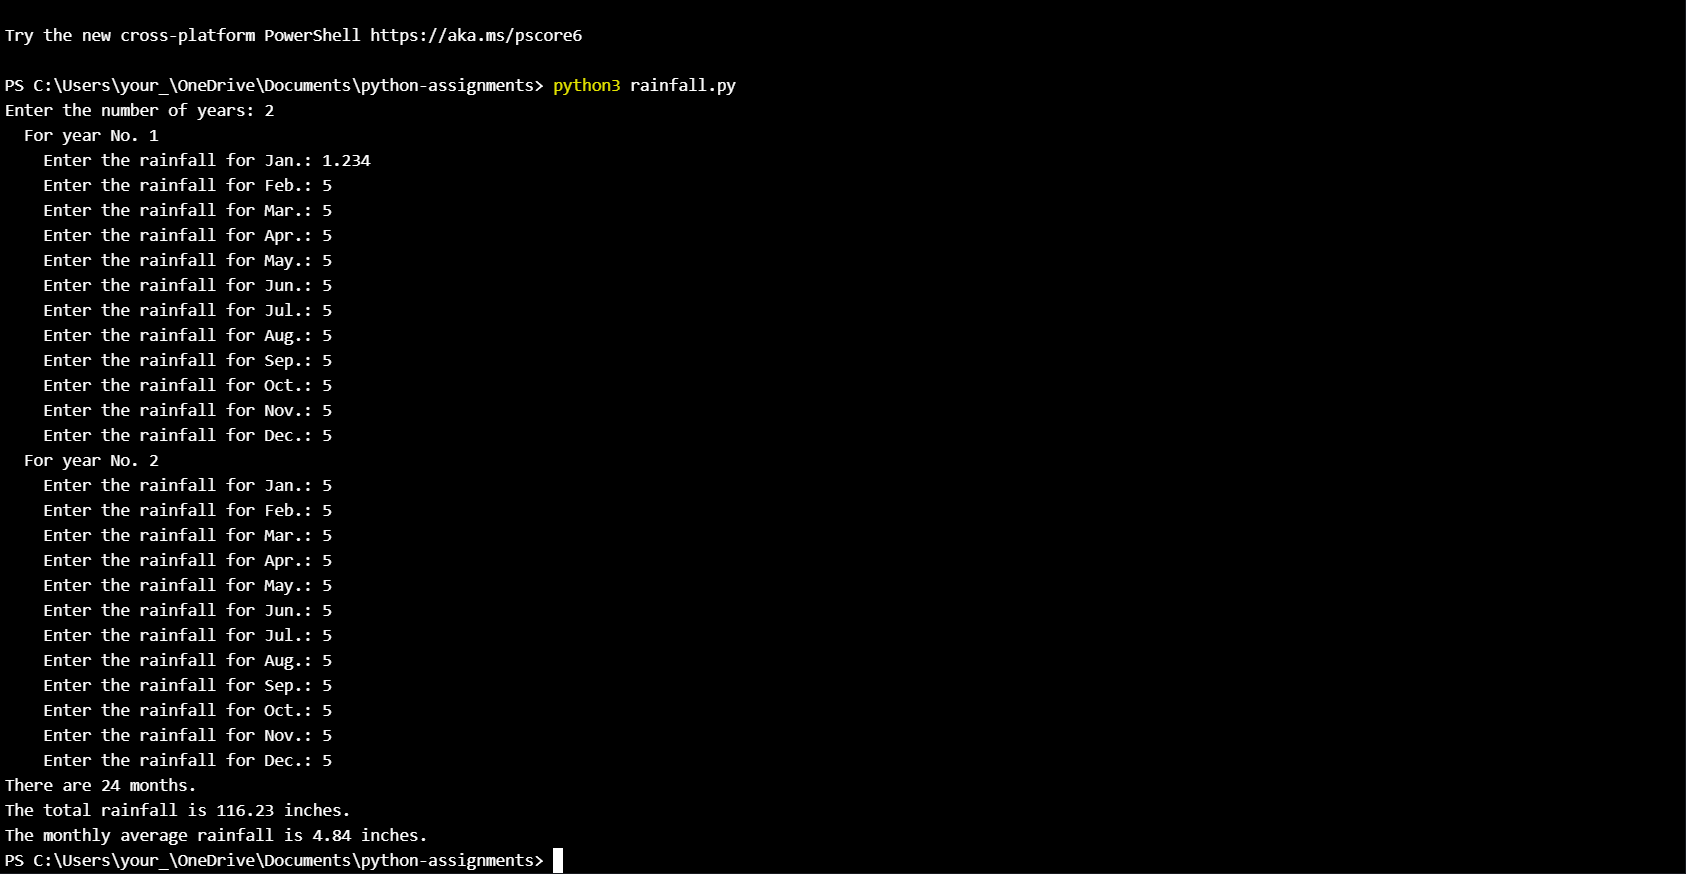 Try the new cross-platform PowerShell https://aka.ms/pscore6
PS C:\Users\your_\OneDrive\Documents\python-assignments> python3 rainfall.py
Enter the number of years: 2
  For year No. 1
    Enter the rainfall for Jan.: 1.234
    Enter the rainfall for Feb.: 5
    Enter the rainfall for Mar.: 5
    Enter the rainfall for Apr.: 5
    Enter the rainfall for May.: 5
    Enter the rainfall for Jun.: 5
    Enter the rainfall for Jul.: 5
    Enter the rainfall for Aug.: 5
    Enter the rainfall for Sep.: 5
    Enter the rainfall for Oct.: 5
    Enter the rainfall for Nov.: 5
    Enter the rainfall for Dec.: 5
  For year No. 2
    Enter the rainfall for Jan.: 5
    Enter the rainfall for Feb.: 5
    Enter the rainfall for Mar.: 5
    Enter the rainfall for Apr.: 5
    Enter the rainfall for May.: 5
    Enter the rainfall for Jun.: 5
    Enter the rainfall for Jul.: 5
    Enter the rainfall for Aug.: 5
    Enter the rainfall for Sep.: 5
    Enter the rainfall for Oct.: 5
    Enter the rainfall for Nov.: 5
    Enter the rainfall for Dec.: 5
There are 24 months.
The total rainfall is 116.23 inches.
The monthly average rainfall is 4.84 inches.
PS C:\Users\your_\OneDrive\Documents\python-assignments>